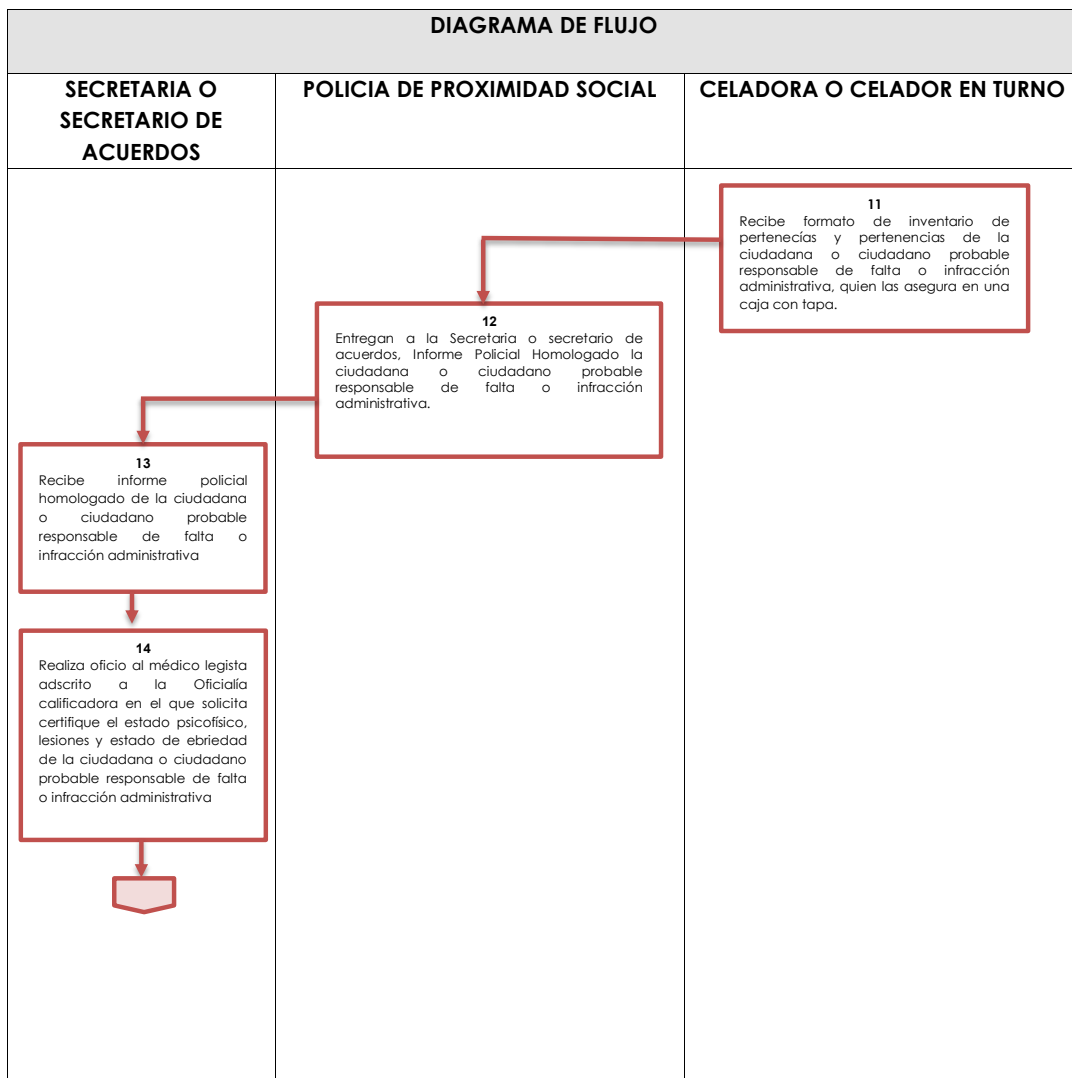 DIAGRAMA DE FLUJO
SECRETARIA O
SECRETARIO DE
ACUERDOS
POLICIA DE PROXIMIDAD SOCIAL
CELADORA O CELADOR EN TURNO
11
Recibe formato de inventario de
pertenecías y pertenencias de la
ciudadana o ciudadano probable
responsable de falta o infracción
administrativa, quien las asegura en una
caja con tapa.
12
Entregan a la Secretaria o secretario de
acuerdos, Informe Policial Homologado la
ciudadana o ciudadano probable
responsable de falta o infracción
administrativa.
13
Recibe informe policial
homologado de la ciudadana
o ciudadano probable
responsable de falta o
infracción administrativa
14
Realiza oficio al médico legista
adscrito a la Oficialía
calificadora en el que solicita
certifique el estado psicofísico,
lesiones y estado de ebriedad
de la ciudadana o ciudadano
probable responsable de falta
o infracción administrativa